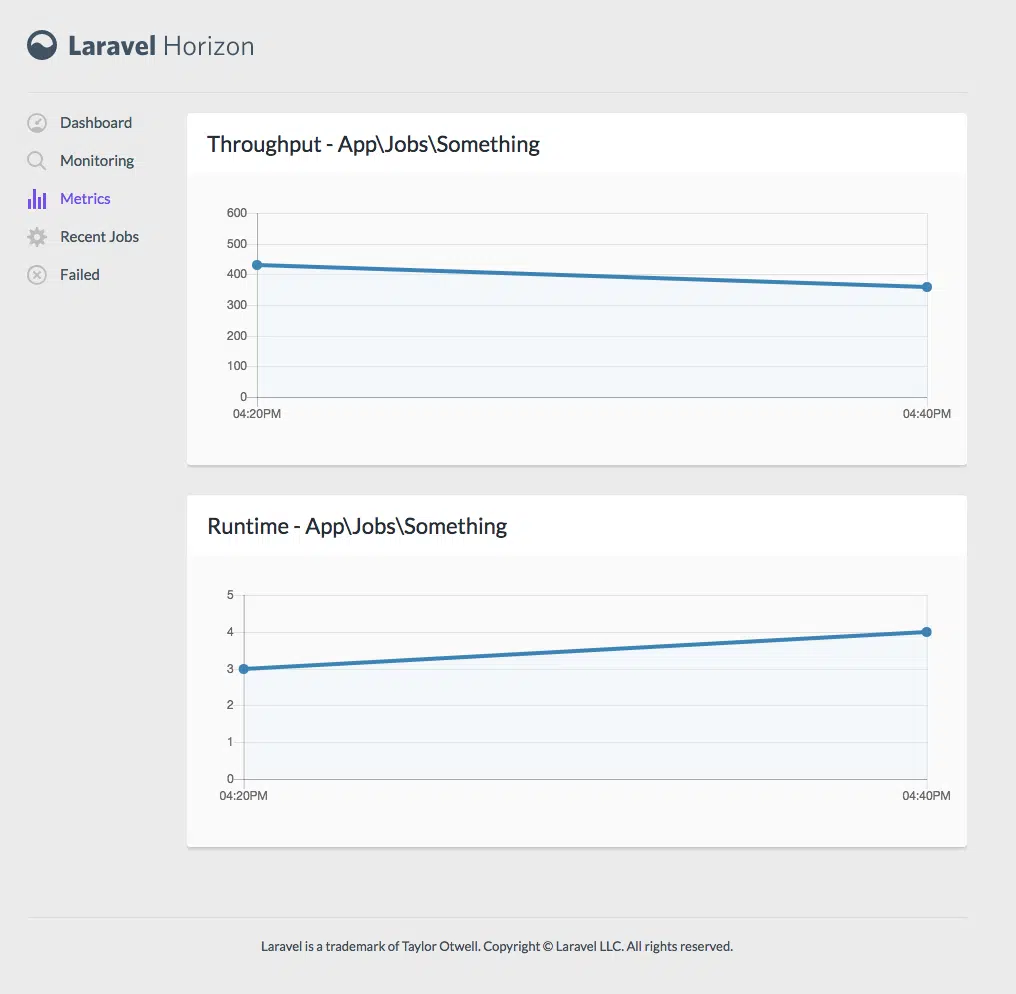 Laravel Horizon
Dashboard
Monitoring
Metrics
Recent Jobs
Failed
Throughput - App\Jobs\Something
600
500
400
300
200
100
0
04:20PM 04:40PM
Runtime - App\Jobs\Something
5
4
3
2
1
0
04:20PM 04:40PM
Laravel is a trademark of Taylor Otwell. Copyright © Laravel LLC. All rights reserved.